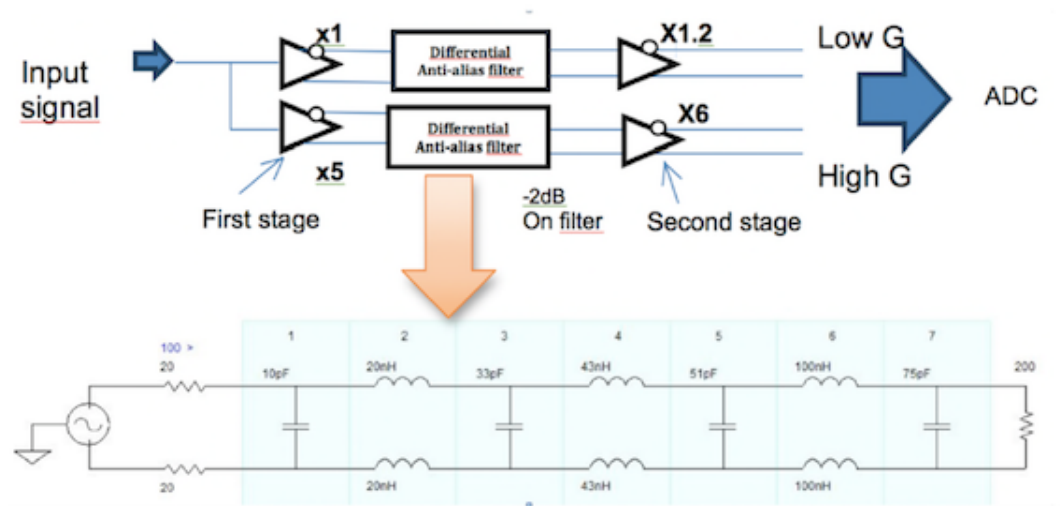 x1
X1.2
Low G
Differential
Anti-alias filter
Input
signal
ADC
X6
Differential
Anti-alias filter
x5
High G
-2dB
On filter
First stage
Second stage
1
2
3
4
5
6
7
100 >
20
10pF
20nH
33pF
43nH
51pF
100nH
75pF
200
20
20nH
43nH
100nH